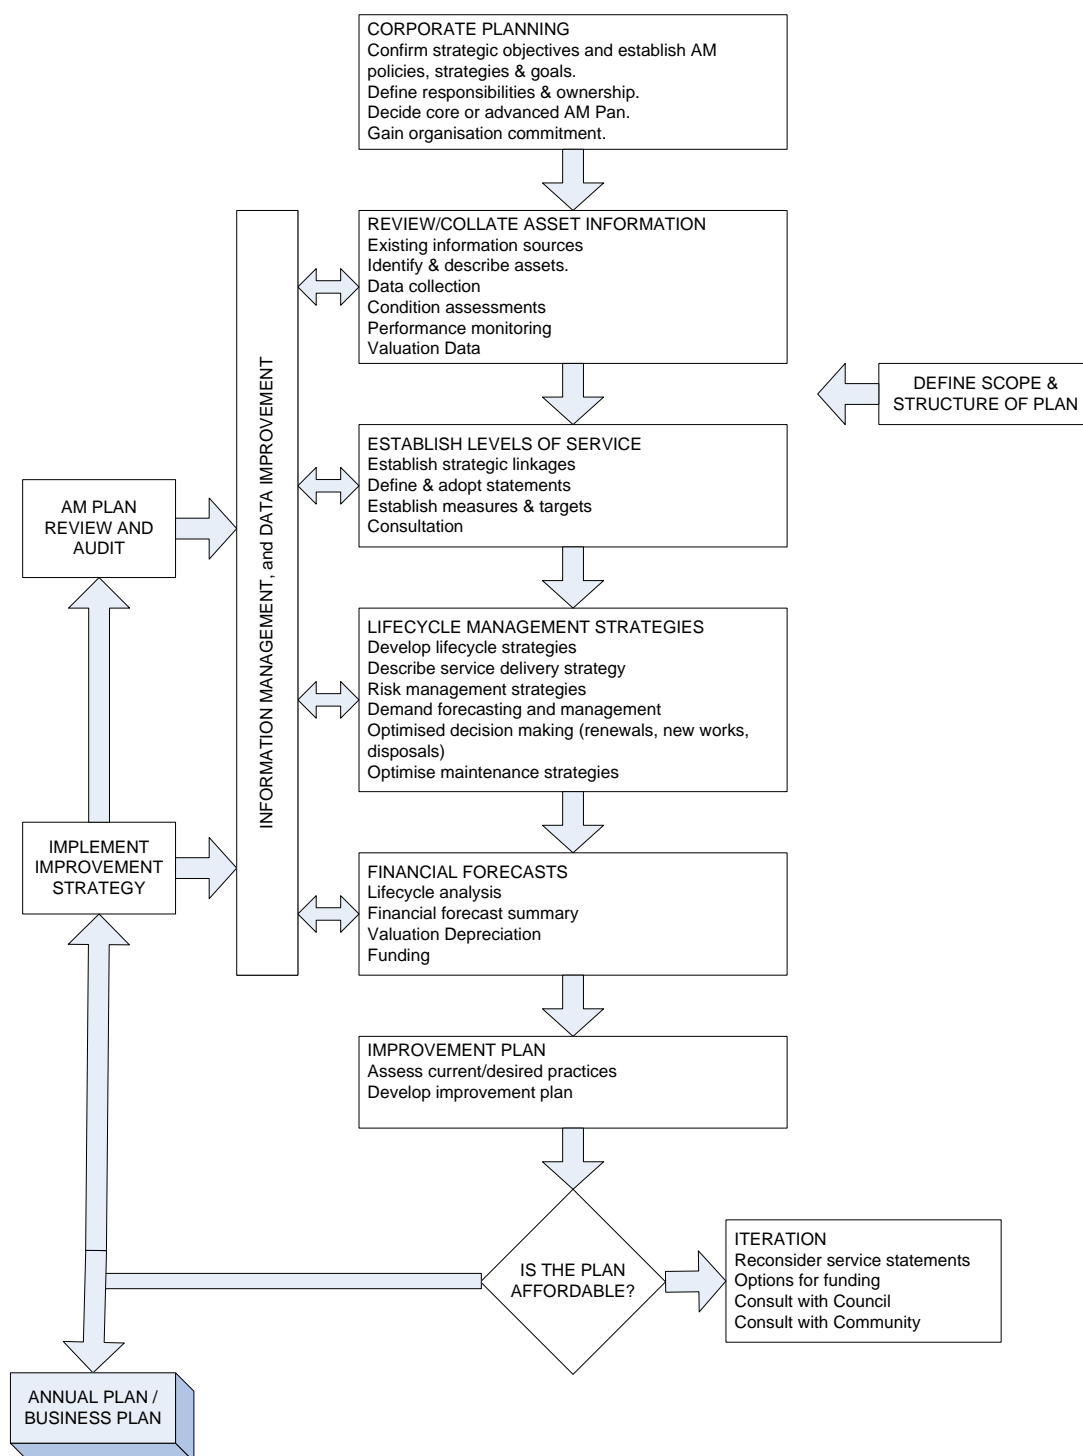 CORPORATE PLANNING
Confirm strategic objectives and establish AM
policies, strategies & goals.
Define responsibilities & ownership.
Decide core or advanced AM Pan.
Gain organisation commitment.
REVIEW/COLLATE ASSET INFORMATION
Existing information sources
Identify & describe assets.
Data collection
Condition assessments
Performance monitoring
Valuation Data
DEFINE SCOPE &
STRUCTURE OF PLAN
INFORMATION MANAGEMENT, and DATA IMPROVEMENT
ESTABLISH LEVELS OF SERVICE
Establish strategic linkages
Define & adopt statements
Establish measures & targets
Consultation
AM PLAN
REVIEW AND
AUDIT
LIFECYCLE MANAGEMENT STRATEGIES
Develop lifecycle strategies
Describe service delivery strategy
Risk management strategies
Demand forecasting and management
Optimised decision making (renewals, new works,
disposals)
Optimise maintenance strategies
IMPLEMENT
IMPROVEMENT
STRATEGY
FINANCIAL FORECASTS
Lifecycle analysis
Financial forecast summary
Valuation Depreciation
Funding
IMPROVEMENT PLAN
Assess current/desired practices
Develop improvement plan
IS THE PLAN
AFFORDABLE?
ITERATION
Reconsider service statements
Options for funding
Consult with Council
Consult with Community
ANNUAL PLAN /
BUSINESS PLAN